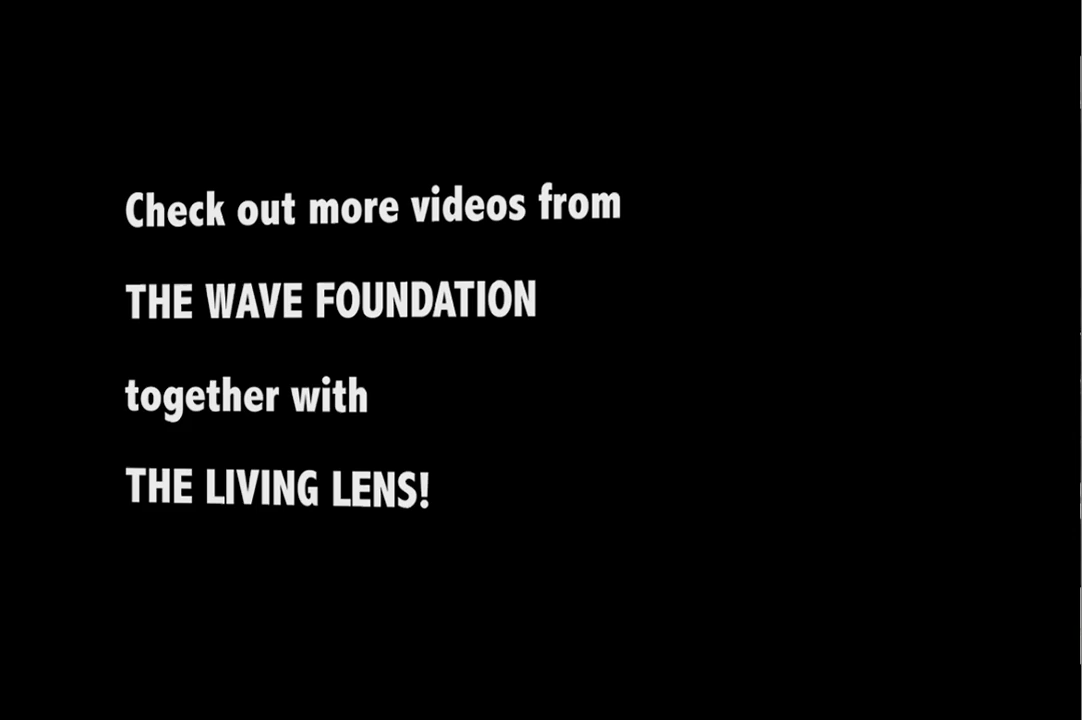 Check out more videos from
THE WAVE FOUNDATION
together with
THE LIVING LENS!